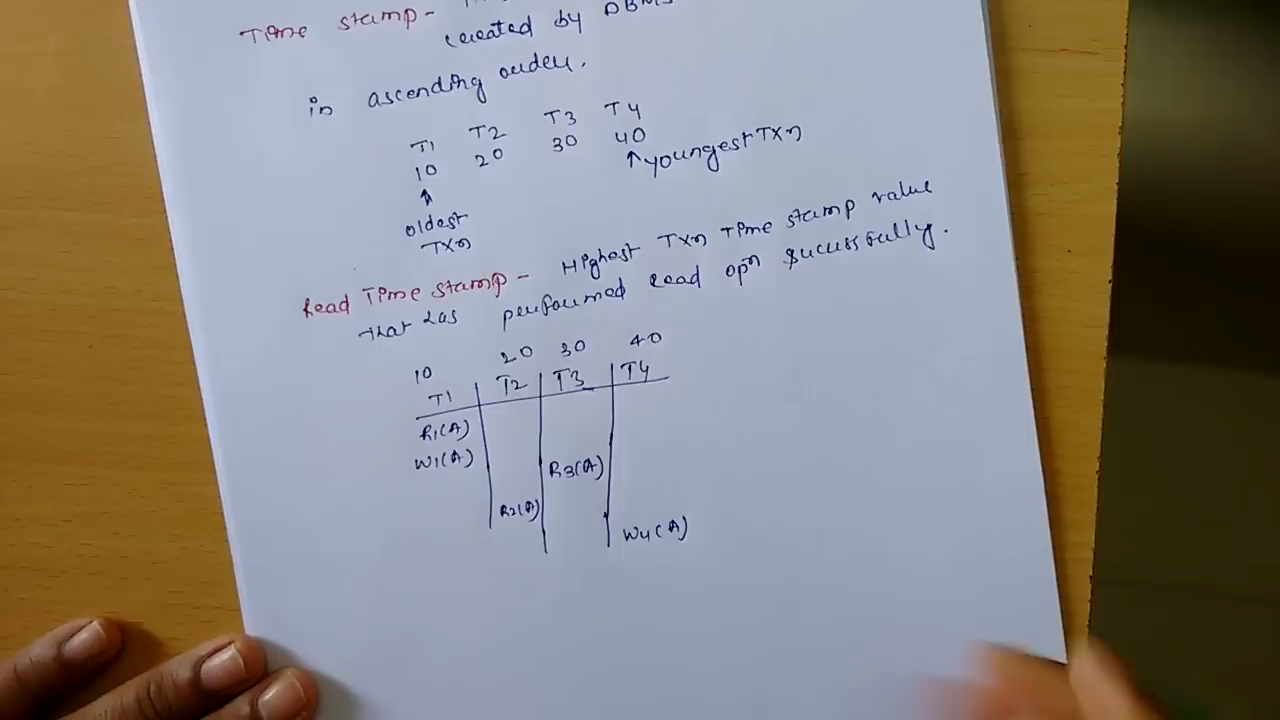 Time stamp -
created by DBMS
in ascending order.
T1 T2 T3 T4
10 20 30 40
↑ ↑ youngest TXn
oldest
TXn
Read Time stamp - Highest TXn Time stamp value
that has performed read opn successfully.
10 20 30 40
T1 T2 T3 T4
R1(A)
W1(A) R3(A)
R2(A)
W4(A)